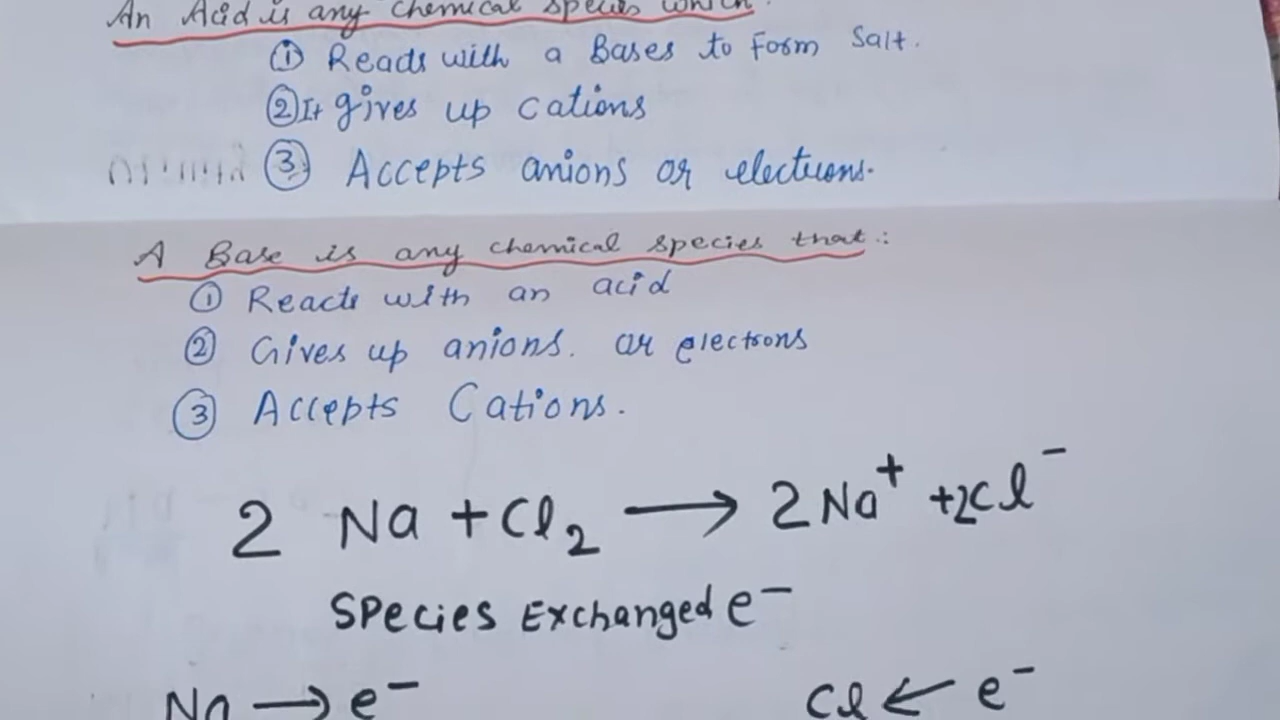 An Acid is any chemical species which:
① Reacts with a Bases to Form Salt.
② It gives up cations
③ Accepts anions or electrons.
A Base is any chemical species that:
① Reacts with an acid
② Gives up anions. or electrons
③ Accepts Cations.
2 Na + Cl₂ → 2Na⁺ + 2Cl⁻
SPecies Exchanged e⁻
Na → e⁻ Cl ← e⁻